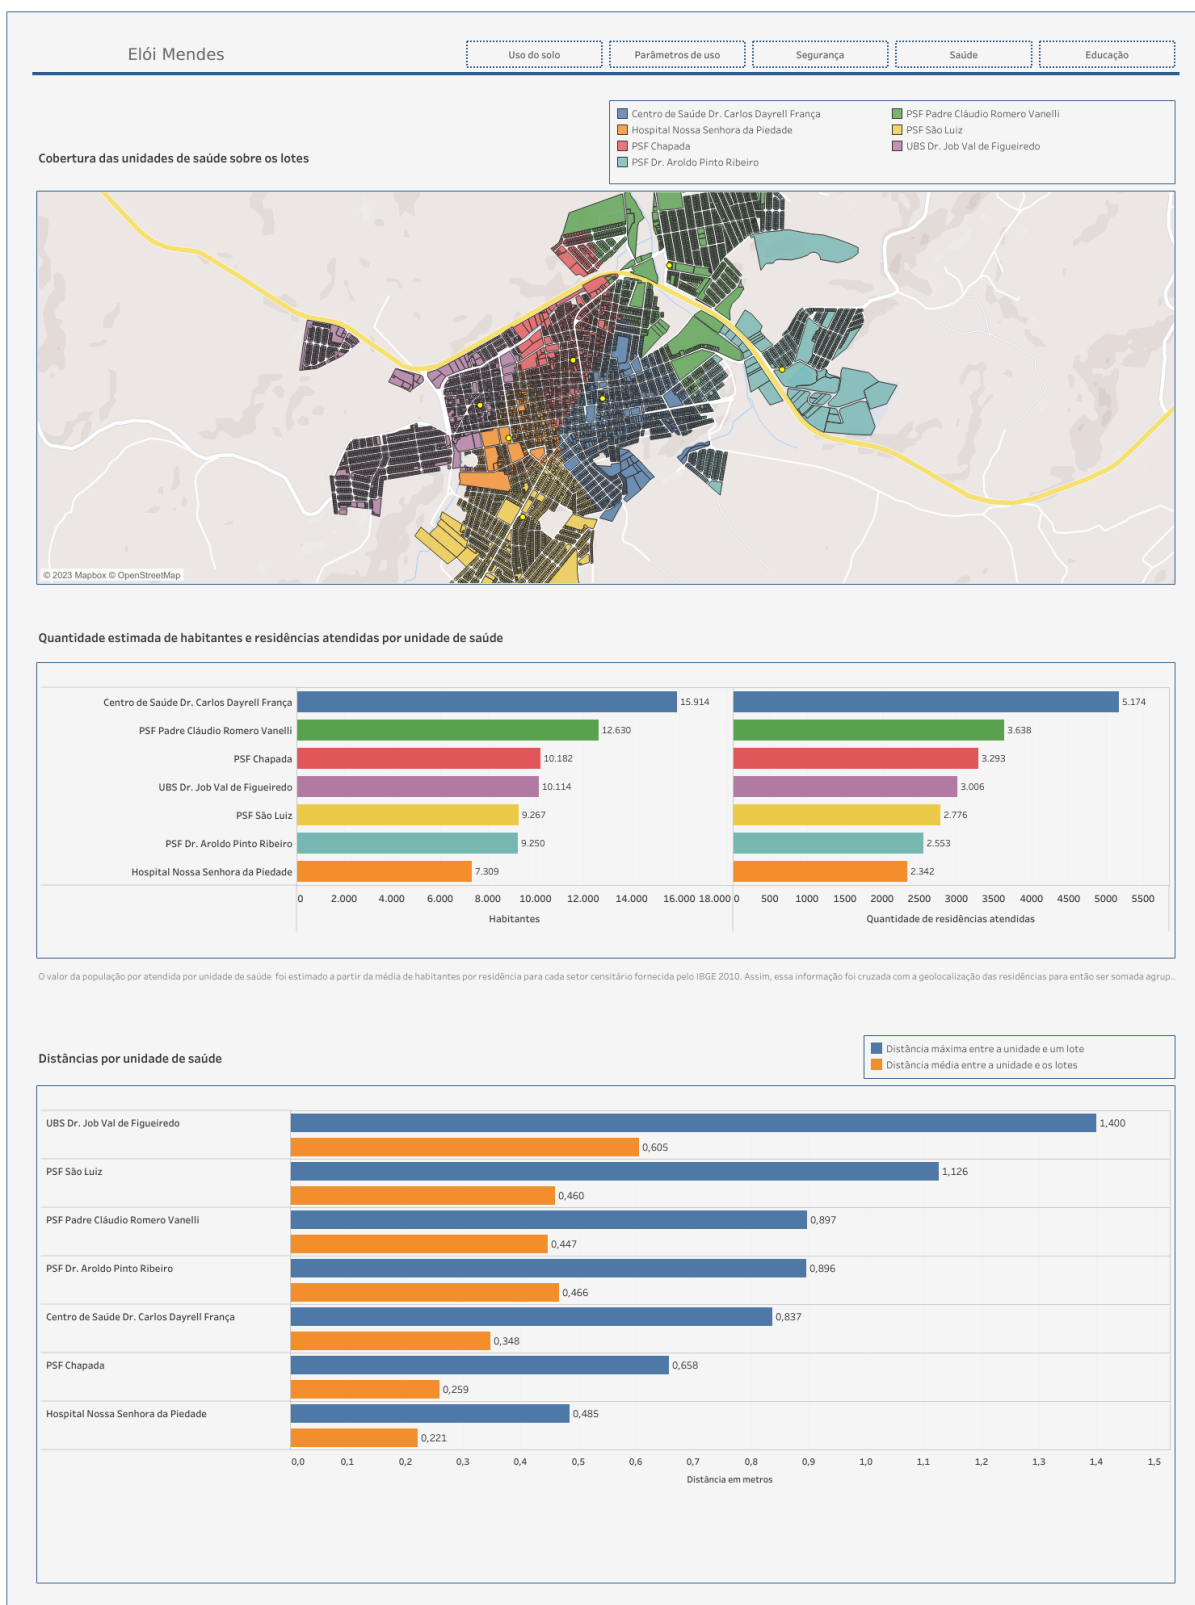 Elói Mendes
Uso do solo
Parâmetros de uso
Segurança
Saúde
Educação
Centro de Saúde Dr. Carlos Dayrell França
Hospital Nossa Senhora da Piedade
PSF Chapada
PSF Dr. Aroldo Pinto Ribeiro
PSF Padre Cláudio Romero Vanelli
PSF São Luiz
UBS Dr. Job Val de Figueiredo
Cobertura das unidades de saúde sobre os lotes
© 2023 Mapbox © OpenStreetMap
Quantidade estimada de habitantes e residências atendidas por unidade de saúde
Centro de Saúde Dr. Carlos Dayrell França 15.914 5.174
PSF Padre Cláudio Romero Vanelli 12.630 3.638
PSF Chapada 10.182 3.293
UBS Dr. Job Val de Figueiredo 10.114 3.006
PSF São Luiz 9.267 2.776
PSF Dr. Aroldo Pinto Ribeiro 9.250 2.553
Hospital Nossa Senhora da Piedade 7.309 2.342
0 2.000 4.000 6.000 8.000 10.000 12.000 14.000 16.000 18.000 0 500 1000 1500 2000 2500 3000 3500 4000 4500 5000 5500
Habitantes Quantidade de residências atendidas
O valor da população por atendida por unidade de saúde foi estimado a partir da média de habitantes por residência para cada setor censitário fornecida pelo IBGE 2010. Assim, essa informação foi cruzada com a geolocalização das residências para então ser somada agrup..
Distâncias por unidade de saúde
Distância máxima entre a unidade e um lote
Distância média entre a unidade e os lotes
UBS Dr. Job Val de Figueiredo 1,400
0,605
PSF São Luiz 1,126
0,460
PSF Padre Cláudio Romero Vanelli 0,897
0,447
PSF Dr. Aroldo Pinto Ribeiro 0,896
0,466
Centro de Saúde Dr. Carlos Dayrell França 0,837
0,348
PSF Chapada 0,658
0,259
Hospital Nossa Senhora da Piedade 0,485
0,221
0,0 0,1 0,2 0,3 0,4 0,5 0,6 0,7 0,8 0,9 1,0 1,1 1,2 1,3 1,4 1,5
Distância em metros